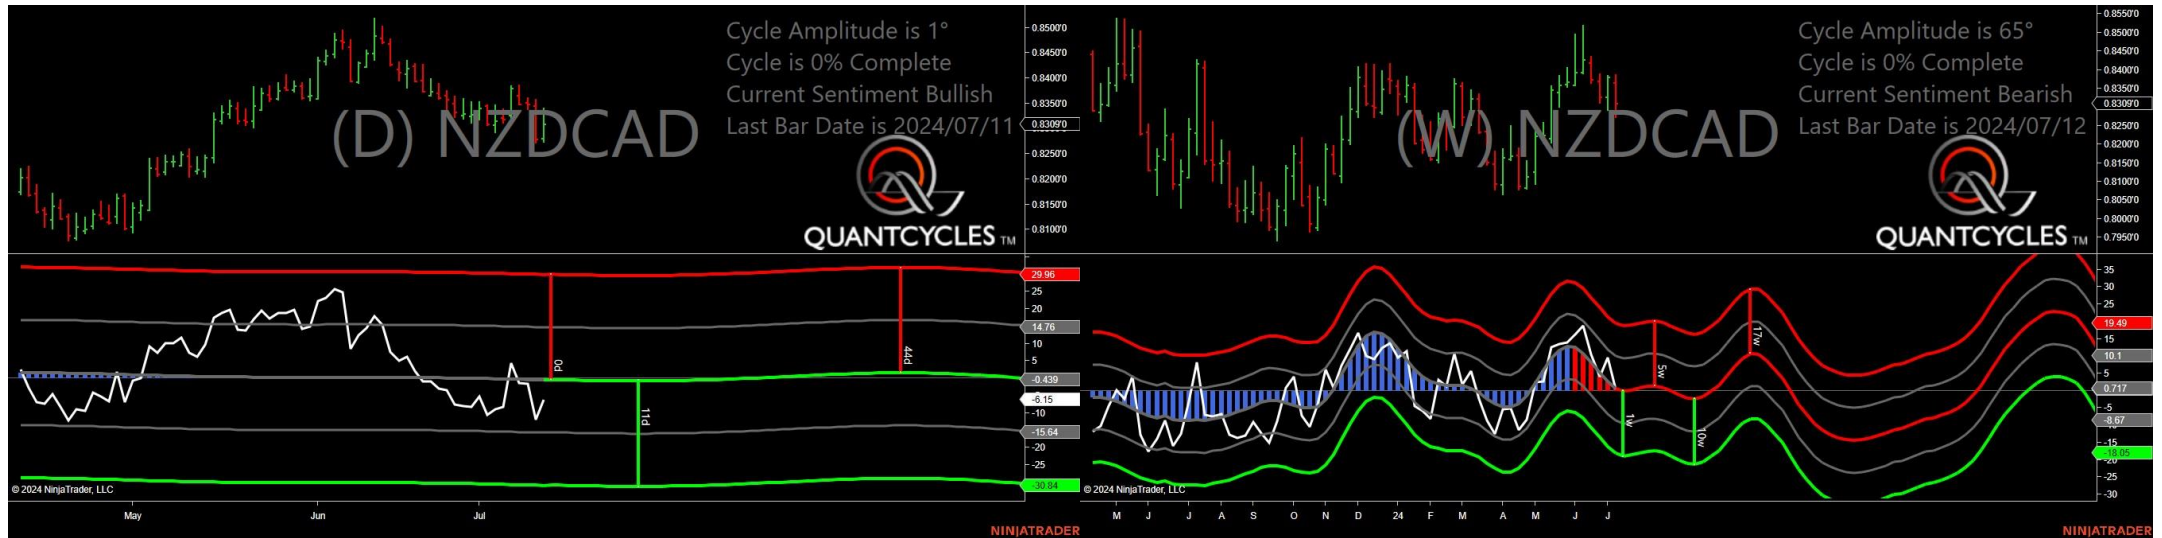 Cycle Amplitude is 1°
Cycle is 0% Complete
Current Sentiment Bullish
Last Bar Date is 2024/07/11
(D) NZDCAD
QUANTCYCLES TM
0.8500'0
0.8450'0
0.8400'0
0.8350'0
0.8309'0
0.8250'0
0.8200'0
0.8150'0
0.8100'0
29.96
25
20
14.76
10
5
-0.439
-6.15
-10
-15.64
-20
-25
-30.84
0d
11d
44d
© 2024 NinjaTrader, LLC
May Jun Jul
NINJATRADER
Cycle Amplitude is 65°
Cycle is 0% Complete
Current Sentiment Bearish
Last Bar Date is 2024/07/12
(W) NZDCAD
QUANTCYCLES TM
0.8550'0
0.8500'0
0.8450'0
0.8400'0
0.8350'0
0.8309'0
0.8250'0
0.8200'0
0.8150'0
0.8100'0
0.8050'0
0.8000'0
0.7950'0
35
30
25
19.49
15
10.1
5
0.717
-5
-8.67
-15
-18.05
-25
-30
1w
5w
10w
17w
© 2024 NinjaTrader, LLC
M J J A S O N D 24 F M A M J J
NINJATRADER